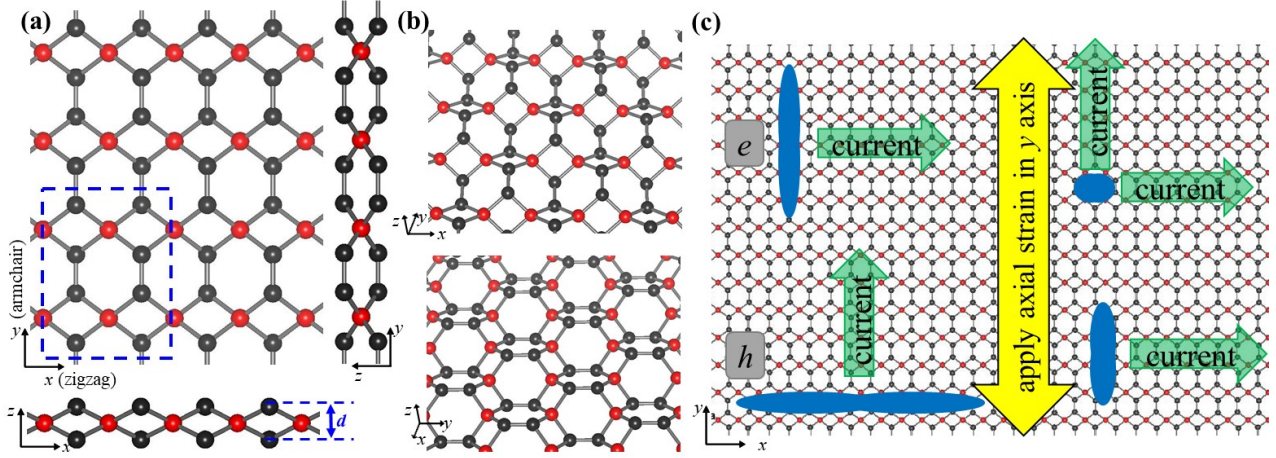 (a)
(armchair)
y
x (zigzag)
y
z
z
x
d
(b)
z
y
x
z
y
x
(c)
e
current
h
current
apply axial strain in y axis
current
current
current
y
x